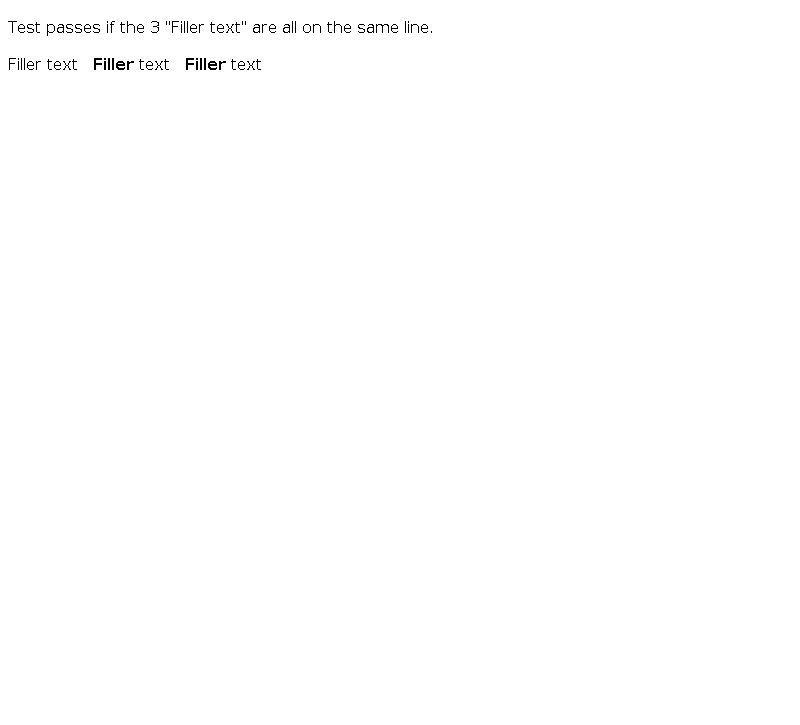 Test passes if the 3 "Filler text" are all on the same line.
Filler text   Filler text   Filler text